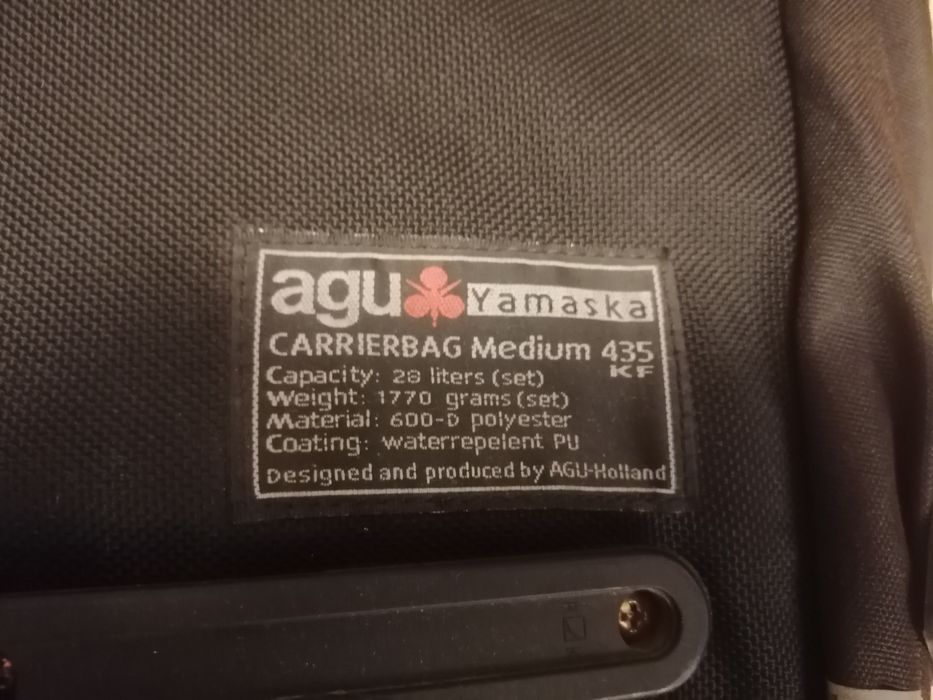 agu Yamaska
CARRIERBAG Medium 435
KF
Capacity: 28 liters (set)
Weight: 1770 grams (set)
Material: 600-D polyester
Coating: waterrepelent PU
Designed and produced by AGU-Holland